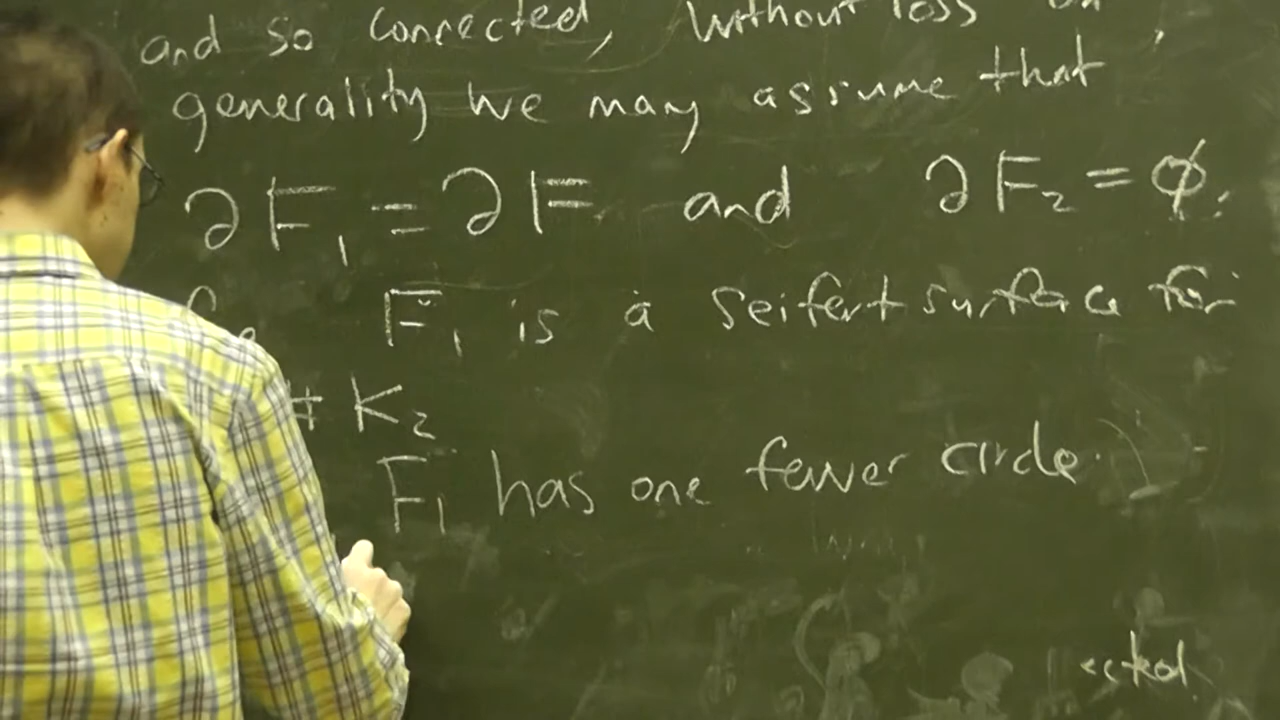 and so connected, without loss
generality we may assume that
∂F₁ = ∂F and ∂F₂ = ϕ.
F₁ is a Seifert surface for
# K₂
F₁ has one fewer circle.
ected